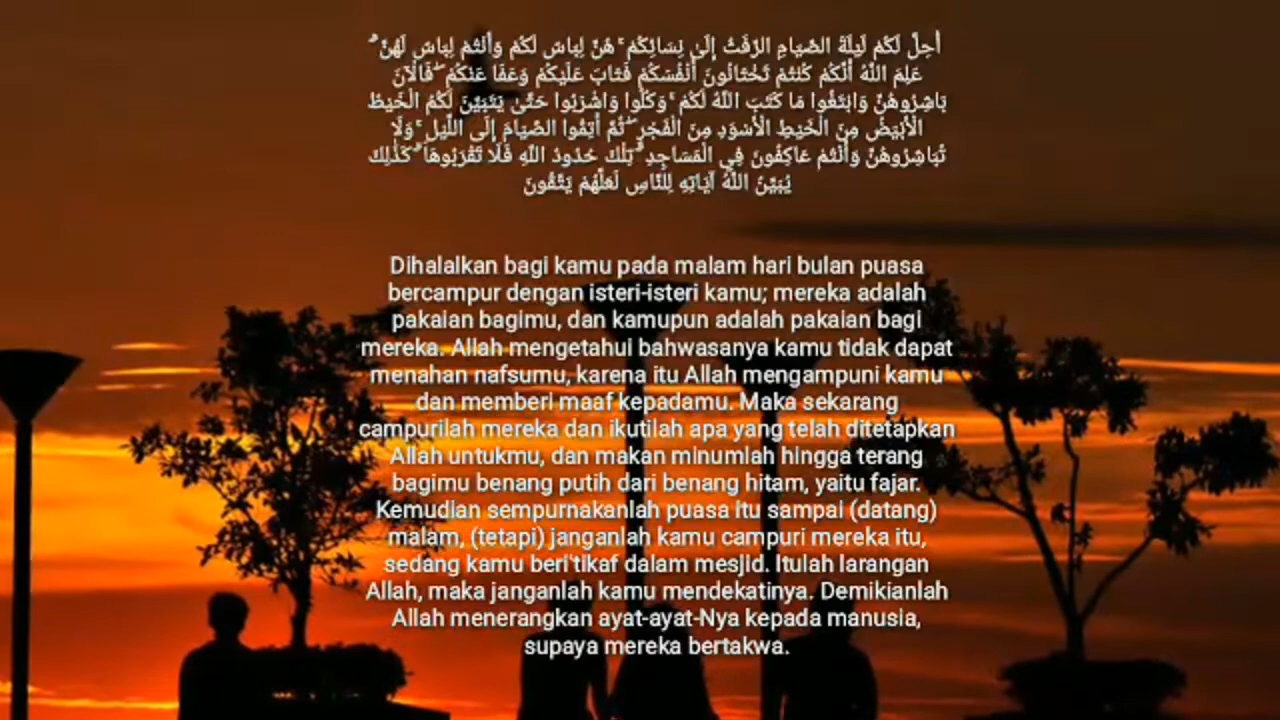 أُحِلَّ لَكُمْ لَيْلَةَ الصِّيَامِ الرَّفَثُ إِلَىٰ نِسَائِكُمْ ۚ هُنَّ لِبَاسٌ لَكُمْ وَأَنْتُمْ لِبَاسٌ لَهُنَّ ۗ
عَلِمَ اللَّهُ أَنَّكُمْ كُنْتُمْ تَخْتَانُونَ أَنْفُسَكُمْ فَتَابَ عَلَيْكُمْ وَعَفَا عَنْكُمْ ۖ فَالْآنَ
بَاشِرُوهُنَّ وَابْتَغُوا مَا كَتَبَ اللَّهُ لَكُمْ ۚ وَكُلُوا وَاشْرَبُوا حَتَّىٰ يَتَبَيَّنَ لَكُمُ الْخَيْطُ
الْأَبْيَضُ مِنَ الْخَيْطِ الْأَسْوَدِ مِنَ الْفَجْرِ ۖ ثُمَّ أَتِمُّوا الصِّيَامَ إِلَى اللَّيْلِ ۚ وَلَا
تُبَاشِرُوهُنَّ وَأَنْتُمْ عَاكِفُونَ فِي الْمَسَاجِدِ ۗ تِلْكَ حُدُودُ اللَّهِ فَلَا تَقْرَبُوهَا ۗ كَذَٰلِكَ
يُبَيِّنُ اللَّهُ آيَاتِهِ لِلنَّاسِ لَعَلَّهُمْ يَتَّقُونَ
Dihalalkan bagi kamu pada malam hari bulan puasa
bercampur dengan isteri-isteri kamu; mereka adalah
pakaian bagimu, dan kamupun adalah pakaian bagi
mereka. Allah mengetahui bahwasanya kamu tidak dapat
menahan nafsumu, karena itu Allah mengampuni kamu
dan memberi maaf kepadamu. Maka sekarang
campurilah mereka dan ikutilah apa yang telah ditetapkan
Allah untukmu, dan makan minumlah hingga terang
bagimu benang putih dari benang hitam, yaitu fajar.
Kemudian sempurnakanlah puasa itu sampai (datang)
malam, (tetapi) janganlah kamu campuri mereka itu,
sedang kamu beri'tikaf dalam mesjid. Itulah larangan
Allah, maka janganlah kamu mendekatinya. Demikianlah
Allah menerangkan ayat-ayat-Nya kepada manusia,
supaya mereka bertakwa.